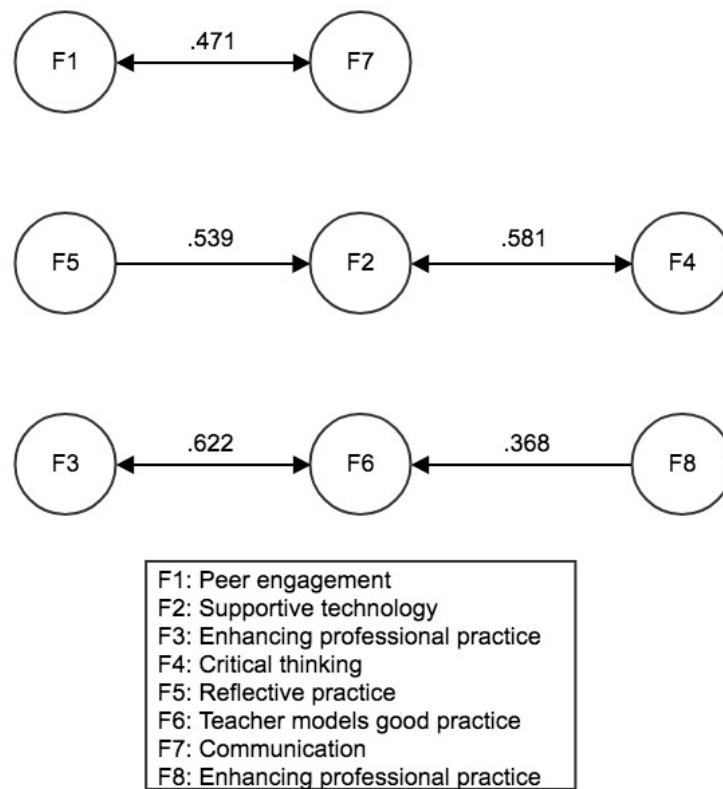 .471
F1
F7
.539
.581
F5
F2
F4
.622
.368
F3
F6
F8
F1: Peer engagement
F2: Supportive technology
F3: Enhancing professional practice
F4: Critical thinking
F5: Reflective practice
F6: Teacher models good practice
F7: Communication
F8: Enhancing professional practice